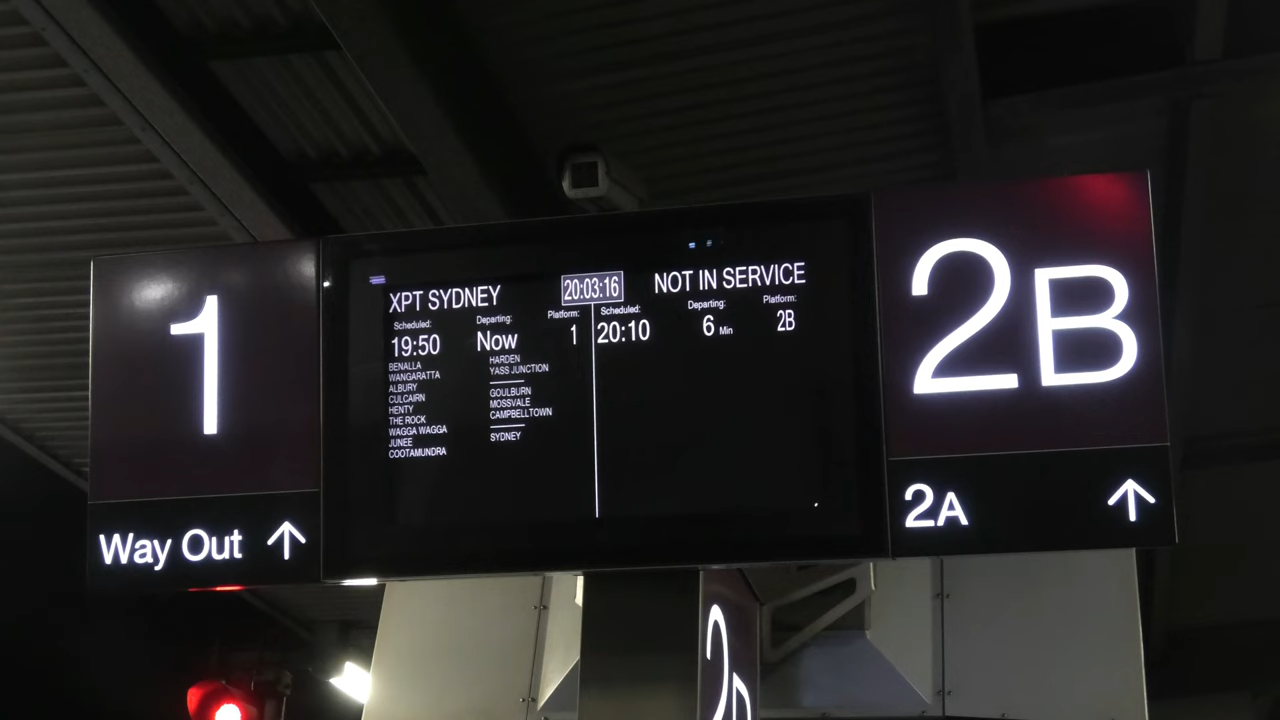 1
Way Out ↑
XPT SYDNEY
Scheduled: Departing: Platform:
19:50 Now 1
BENALLA
WANGARATTA
ALBURY
CULCAIRN
HENTY
THE ROCK
WAGGA WAGGA
JUNEE
COOTAMUNDRA
HARDEN
YASS JUNCTION
GOULBURN
MOSSVALE
CAMPBELLTOWN
SYDNEY
20:03:16
NOT IN SERVICE
Scheduled: Departing: Platform:
20:10 6 Min 2B
2B
2A ↑
2B